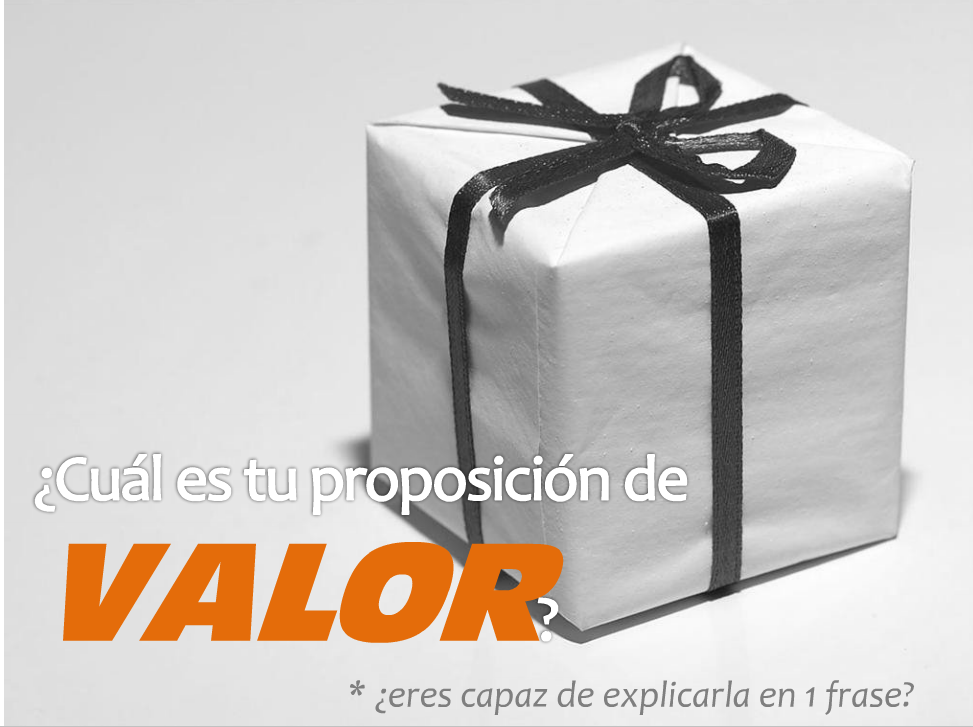 ¿Cuál es tu proposición de
VALOR?
* ¿eres capaz de explicarla en 1 frase?